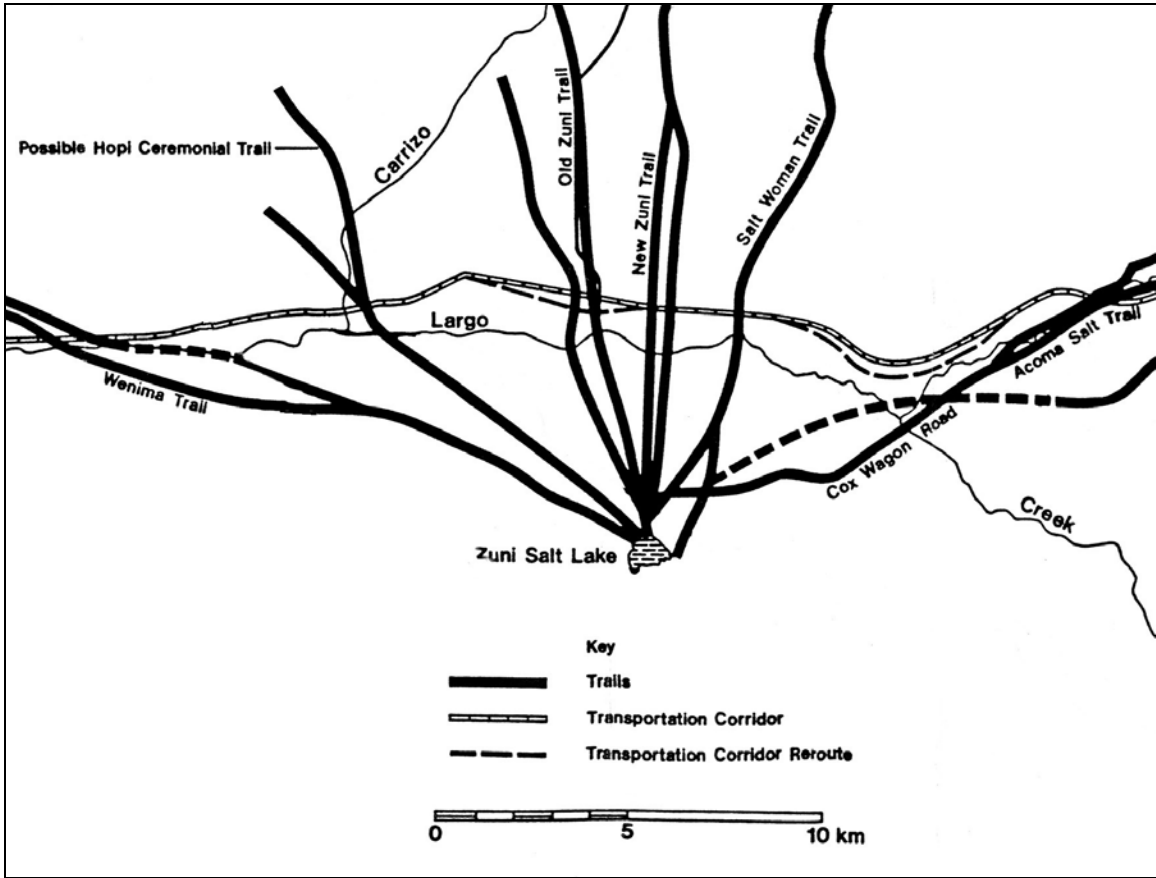 Possible Hopi Ceremonial Trail
Carrizo
Old Zuni Trail
New Zuni Trail
Salt Woman Trail
Largo
Wenima Trail
Acoma Salt Trail
Cox Wagon Road
Creek
Zuni Salt Lake
Key
Trails
Transportation Corridor
Transportation Corridor Reroute
0 5 10 km